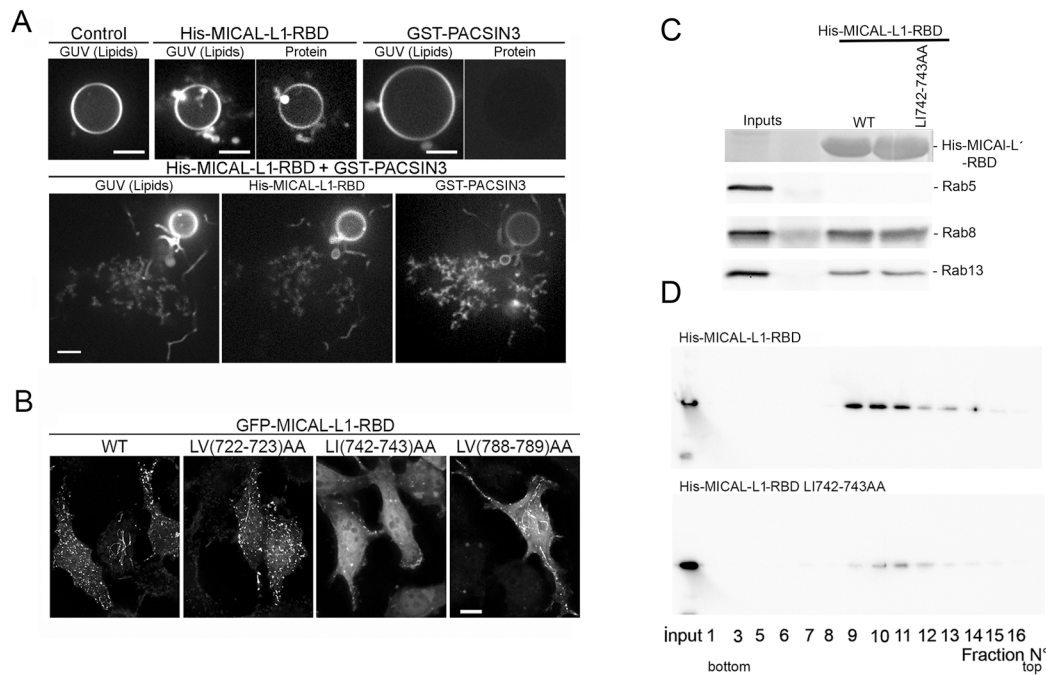 A
Control His-MICAL-L1-RBD GST-PACSIN3
GUV (Lipids) GUV (Lipids) Protein GUV (Lipids) Protein
His-MICAL-L1-RBD + GST-PACSIN3
GUV (Lipids) His-MICAL-L1-RBD GST-PACSIN3
B
GFP-MICAL-L1-RBD
WT LV(722-723)AA LI(742-743)AA LV(788-789)AA
C
His-MICAL-L1-RBD
Inputs WT LI742-743AA
- His-MICAl-L1
-RBD
- Rab5
- Rab8
- Rab13
D
His-MICAL-L1-RBD
His-MICAL-L1-RBD LI742-743AA
input 1 3 5 6 7 8 9 10 11 12 13 14 15 16
Fraction N°
bottom top